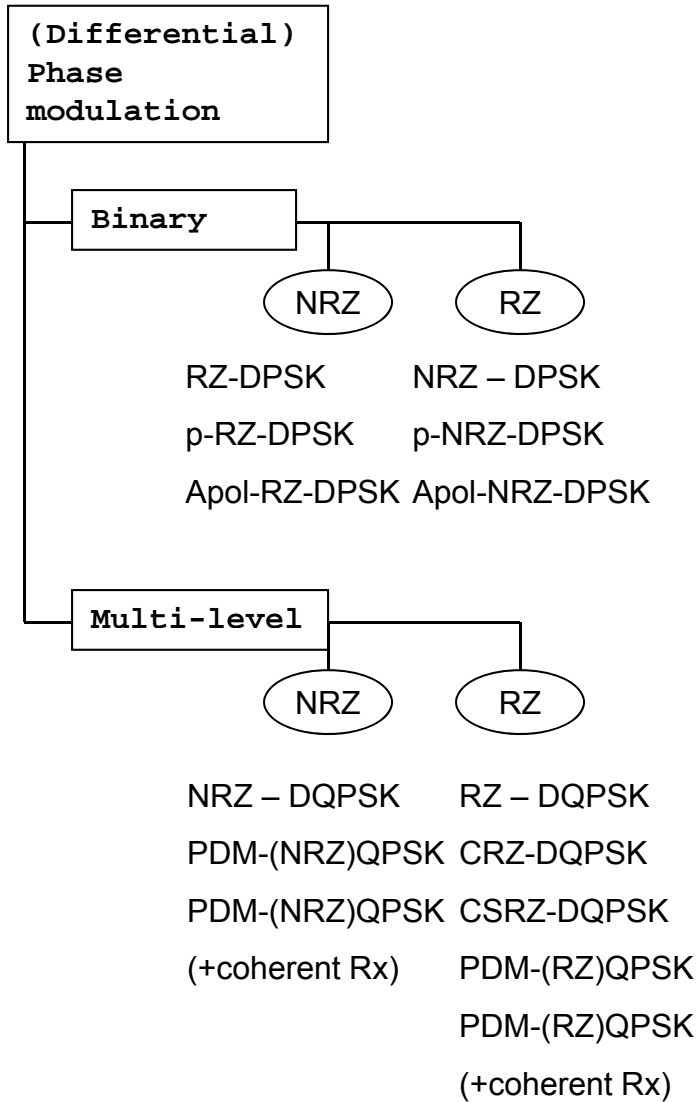 (Differential)
Phase
modulation
Binary
NRZ
RZ
RZ-DPSK
p-RZ-DPSK
Apol-RZ-DPSK
NRZ – DPSK
p-NRZ-DPSK
Apol-NRZ-DPSK
Multi-level
NRZ
RZ
NRZ – DQPSK
PDM-(NRZ)QPSK
PDM-(NRZ)QPSK
(+coherent Rx)
RZ – DQPSK
CRZ-DQPSK
CSRZ-DQPSK
PDM-(RZ)QPSK
PDM-(RZ)QPSK
(+coherent Rx)